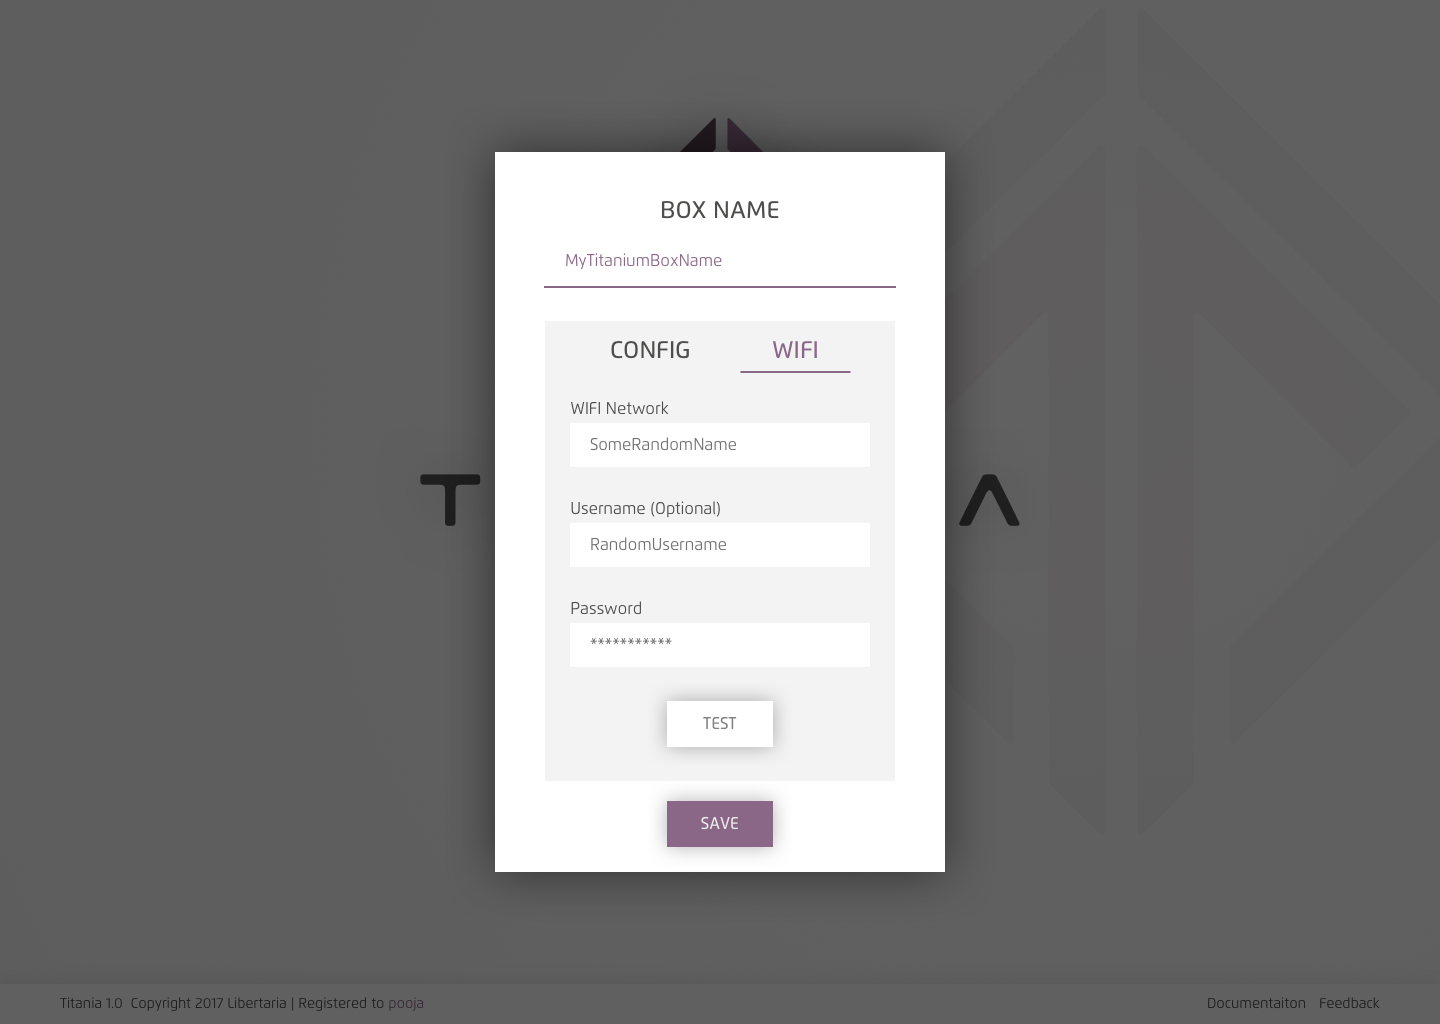 BOX NAME
MyTitaniumBoxName
CONFIG WIFI
WIFI Network
SomeRandomName
Username (Optional)
RandomUsername
Password
***********
TEST
SAVE
T A
Titania 1.0 Copyright 2017 Libertaria | Registered to pooja
Documentaiton Feedback